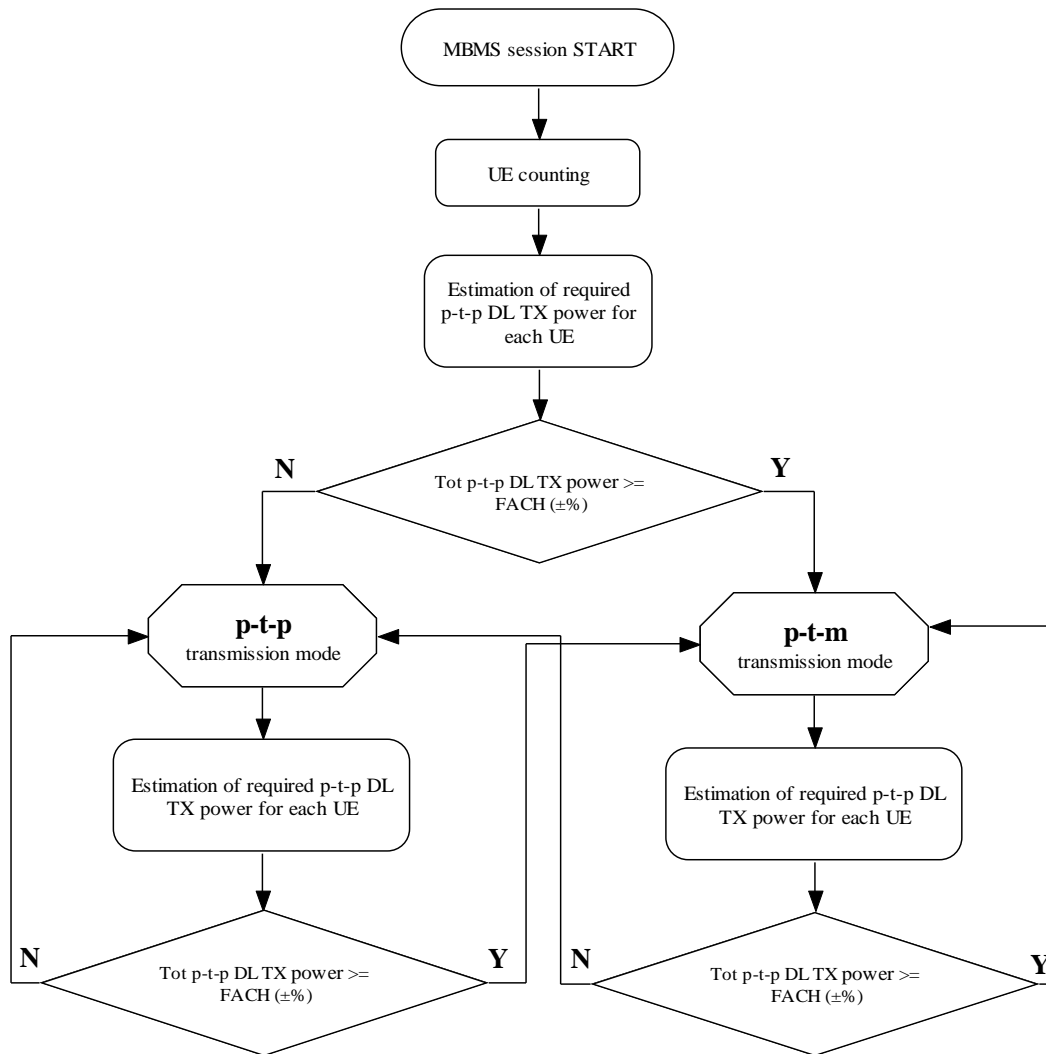 MBMS session START
UE counting
Estimation of required
p-t-p DL TX power for
each UE
N
Y
Tot p-t-p DL TX power >=
FACH (±%)
p-t-p
transmission mode
p-t-m
transmission mode
Estimation of required p-t-p DL
TX power for each UE
Estimation of required p-t-p DL
TX power for each UE
N
Tot p-t-p DL TX power >=
FACH (±%)
Y
N
Tot p-t-p DL TX power >=
FACH (±%)
Y